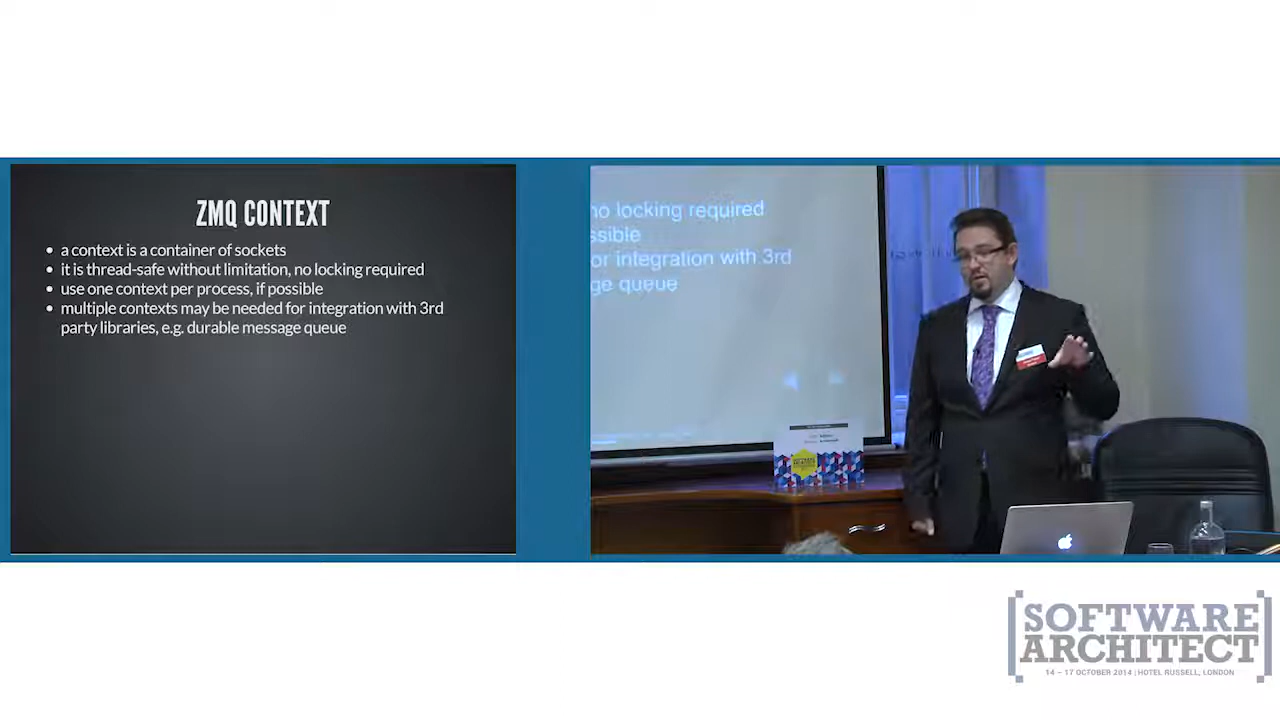 ZMQ CONTEXT
• a context is a container of sockets
• it is thread-safe without limitation, no locking required
• use one context per process, if possible
• multiple contexts may be needed for integration with 3rd
party libraries, e.g. durable message queue
no locking required
ssible
or integration with 3rd
ge queue
SOFTWARE
ARCHITECT
[SOFTWARE
ARCHITECT]
14 – 17 OCTOBER 2014 | HOTEL RUSSELL, LONDON